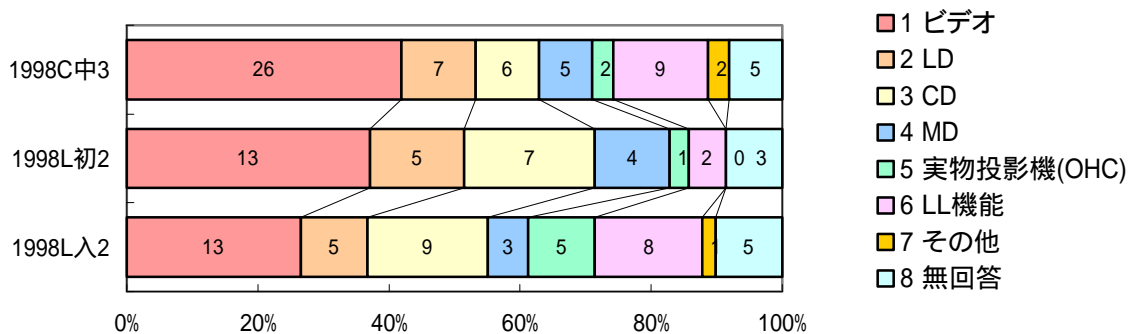 1998C中3 26 7 6 5 2 9 2 5
1998L初2 13 5 7 4 1 2 0 3
1998L入2 13 5 9 3 5 8 1 5
0% 20% 40% 60% 80% 100%
1 ビデオ
2 LD
3 CD
4 MD
5 実物投影機(OHC)
6 LL機能
7 その他
8 無回答